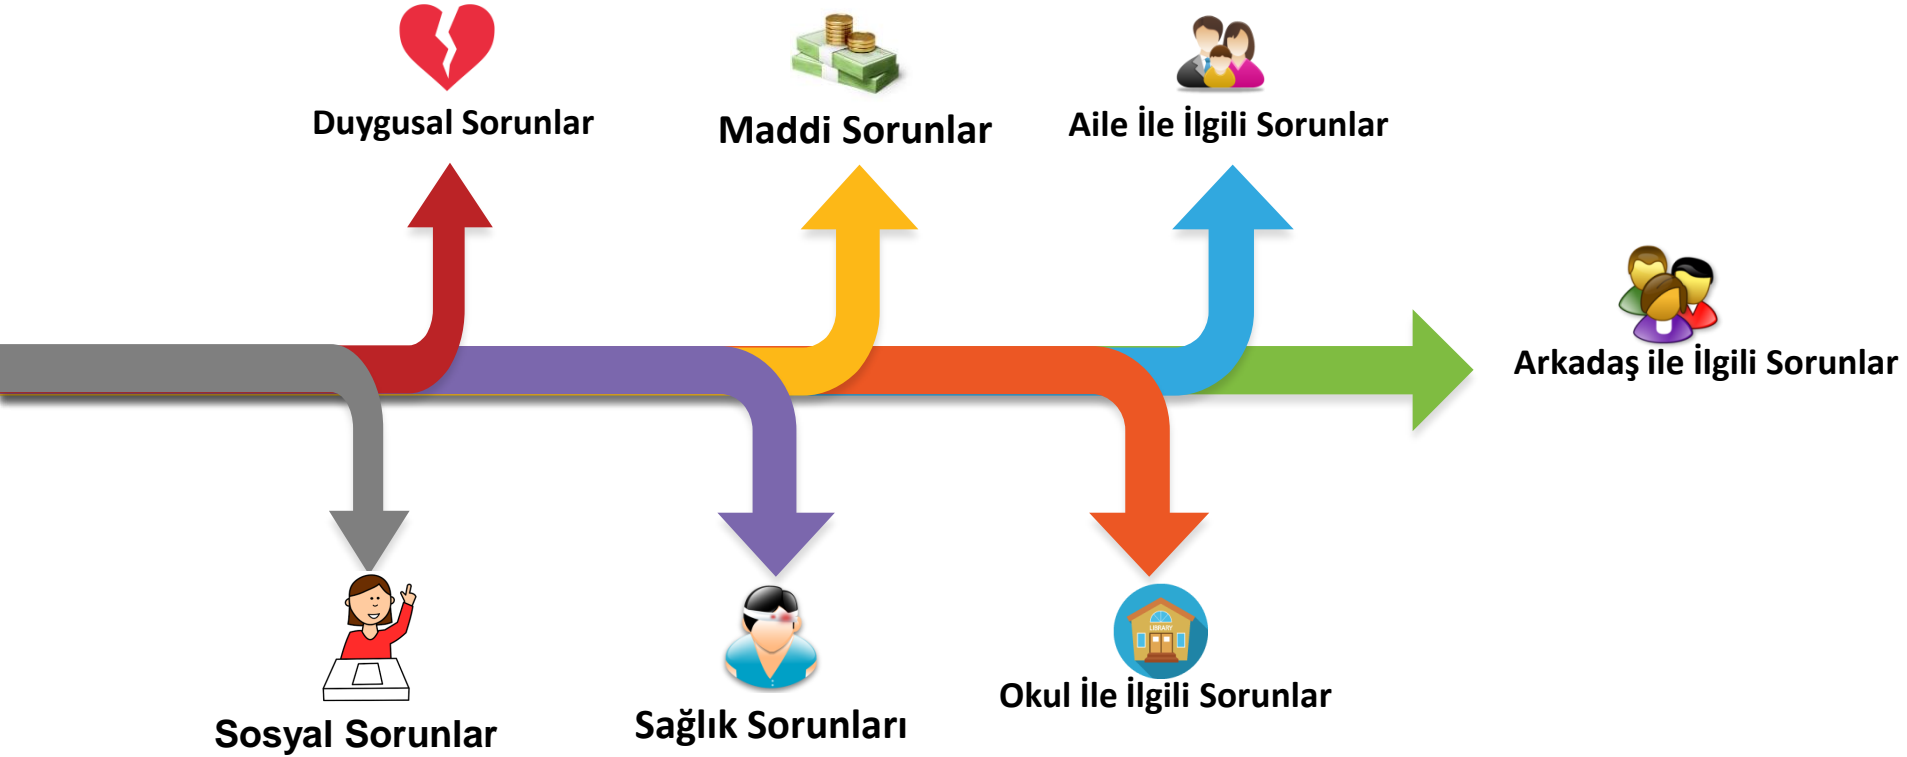 Duygusal Sorunlar
Maddi Sorunlar
Aile İle İlgili Sorunlar
Arkadaş ile İlgili Sorunlar
LIBRARY
Okul İle İlgili Sorunlar
Sağlık Sorunları
Sosyal Sorunlar